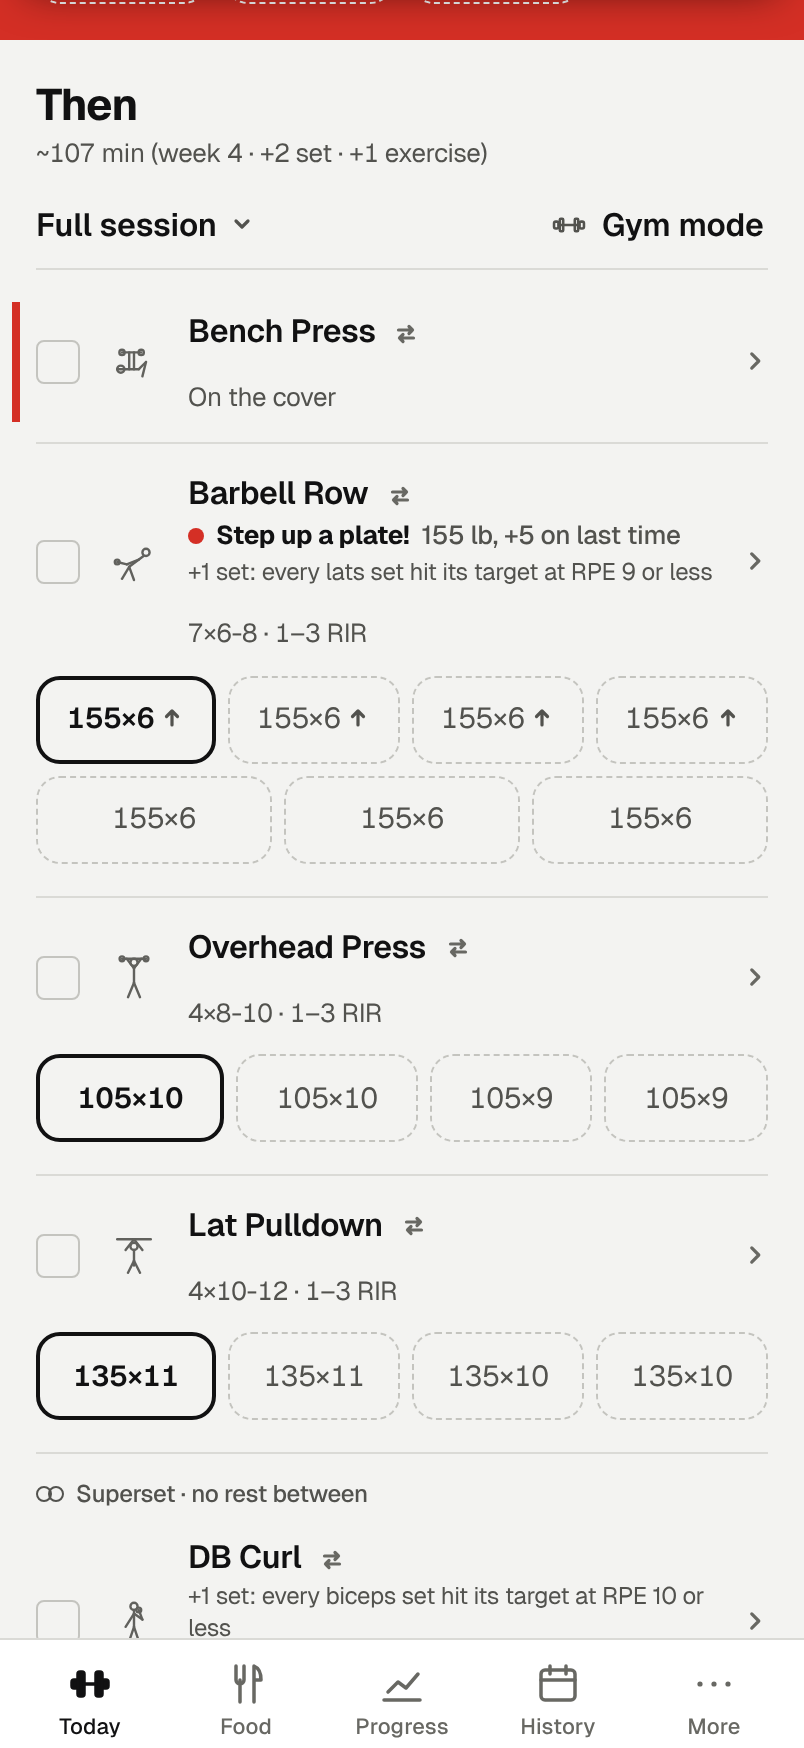 Then
~107 min (week 4 · +2 set · +1 exercise)
Full session
Gym mode
Bench Press
On the cover
Barbell Row
Step up a plate! 155 lb, +5 on last time
+1 set: every lats set hit its target at RPE 9 or less
7×6-8 · 1–3 RIR
155×6 ↑ 155×6 ↑ 155×6 ↑ 155×6 ↑
155×6 155×6 155×6
Overhead Press
4×8-10 · 1–3 RIR
105×10 105×10 105×9 105×9
Lat Pulldown
4×10-12 · 1–3 RIR
135×11 135×11 135×10 135×10
Superset · no rest between
DB Curl
+1 set: every biceps set hit its target at RPE 10 or
less
Today Food Progress History More